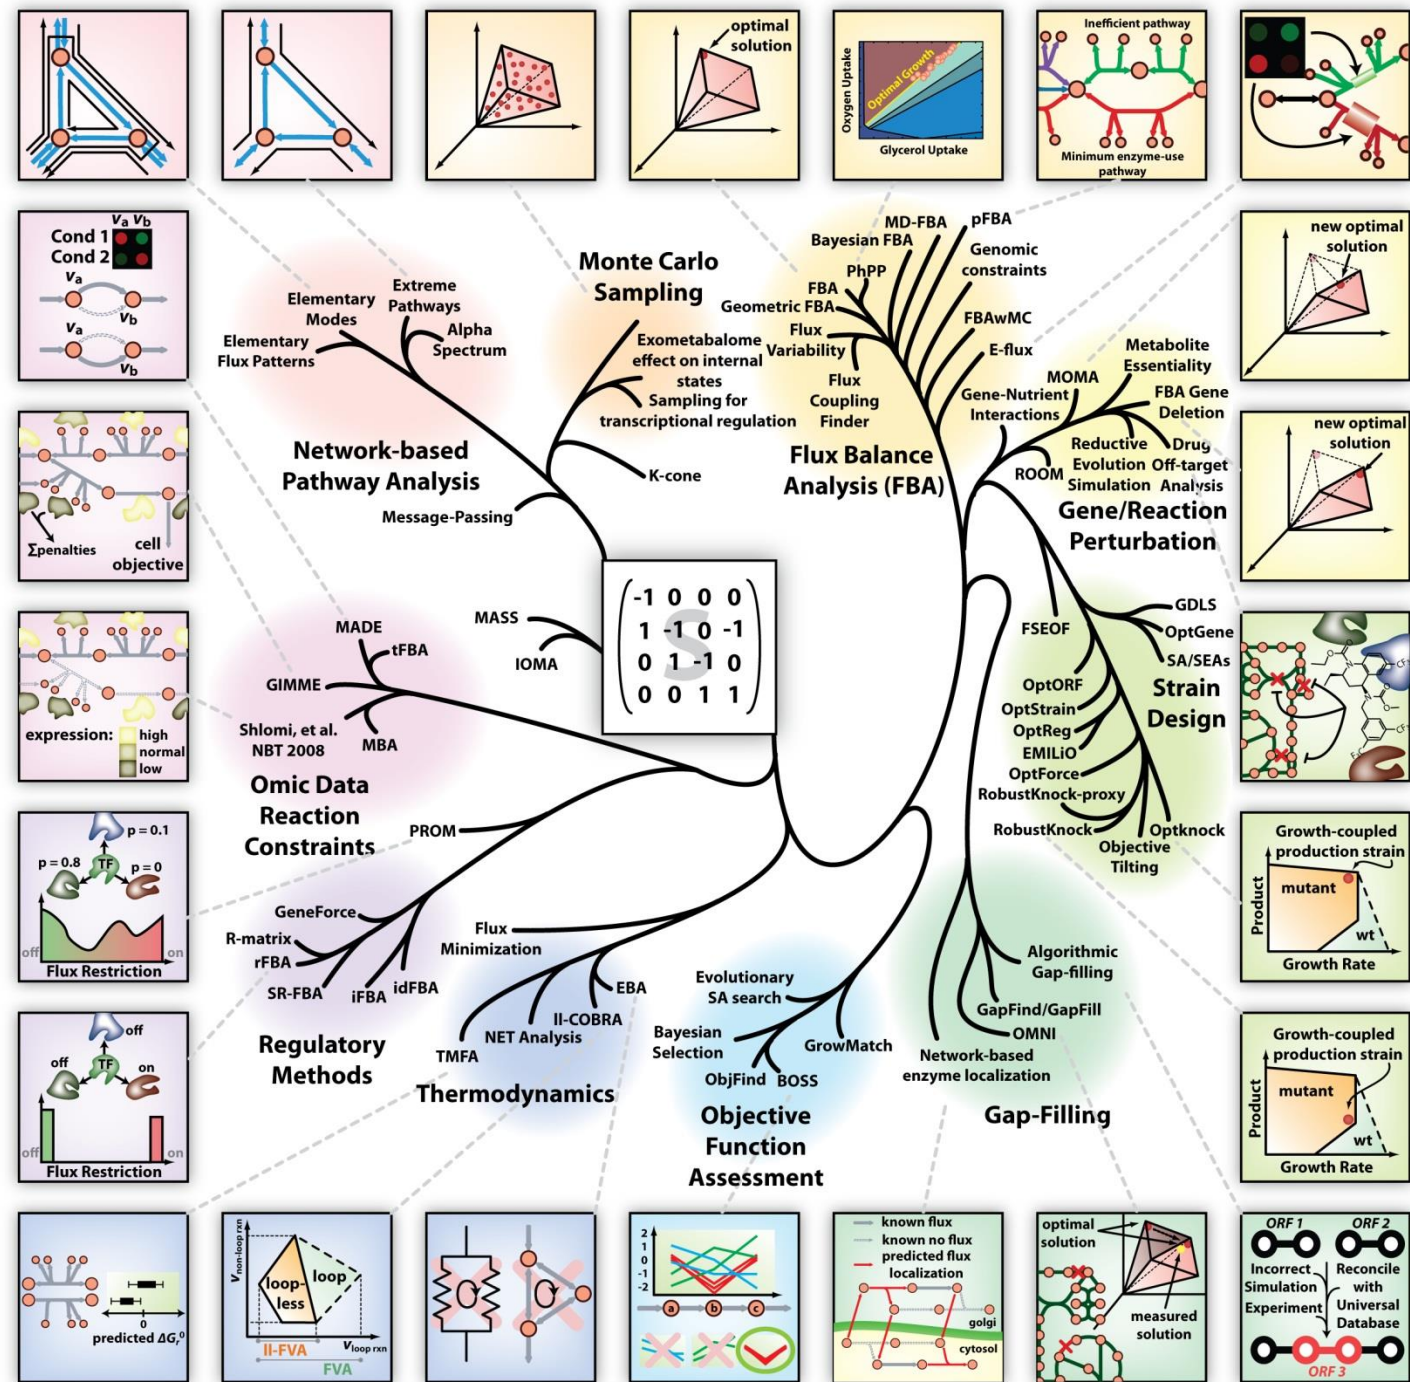 optimal
solution
Oxygen Uptake
Optimal Growth
Glycerol Uptake
Inefficient pathway
Minimum enzyme-use
pathway
va vb
Cond 1
Cond 2
va
vb
va
vb
Σpenalties
cell
objective
expression:
high
normal
low
p = 0.1
p = 0.8
TF
p = 0
off
on
Flux Restriction
off
off
TF
on
off
on
Flux Restriction
Elementary
Modes
Elementary
Flux Patterns
Extreme
Pathways
Alpha
Spectrum
Network-based
Pathway Analysis
Monte Carlo
Sampling
Exometabalome
effect on internal
states
Sampling for
transcriptional regulation
K-cone
Message-Passing
MD-FBA
pFBA
Bayesian FBA
Genomic
constraints
PhPP
FBA
Geometric FBA
Flux
Variability
FBAwMC
E-flux
Flux
Coupling
Finder
Flux Balance
Analysis (FBA)
Metabolite
Essentiality
MOMA
Gene-Nutrient
Interactions
FBA Gene
Deletion
ROOM
Reductive
Evolution
Simulation
Drug
Off-target
Analysis
Gene/Reaction
Perturbation
new optimal
solution
new optimal
solution
MASS
IOMA
S
-1 0 0 0
1 -1 0 -1
0 1 -1 0
0 0 1 1
MADE
tFBA
GIMME
Shlomi, et al.
NBT 2008
MBA
Omic Data
Reaction
Constraints
FSEOF
GDLS
OptGene
SA/SEAs
Strain
Design
OptORF
OptStrain
OptReg
EMILiO
OptForce
RobustKnock-proxy
RobustKnock
Objective
Tilting
Optknock
Growth-coupled
production strain
Product
mutant
wt
Growth Rate
Growth-coupled
production strain
Product
mutant
wt
Growth Rate
PROM
GeneForce
R-matrix
rFBA
SR-FBA
iFBA
idFBA
Regulatory
Methods
Flux
Minimization
EBA
ll-COBRA
NET Analysis
TMFA
Thermodynamics
Evolutionary
SA search
Bayesian
Selection
ObjFind
BOSS
GrowMatch
Objective
Function
Assessment
Algorithmic
Gap-filling
GapFind/GapFill
OMNI
Network-based
enzyme localization
Gap-Filling
0
predicted ΔGr0
vnon-loop rxn
loop-
less
loop
vloop rxn
ll-FVA
FVA
2
1
0
-1
-2
a
b
c
known flux
known no flux
predicted flux
localization
golgi
cytosol
optimal
solution
measured
solution
ORF 1
ORF 2
Incorrect
Simulation
Experiment
Reconcile
with
Universal
Database
ORF 3